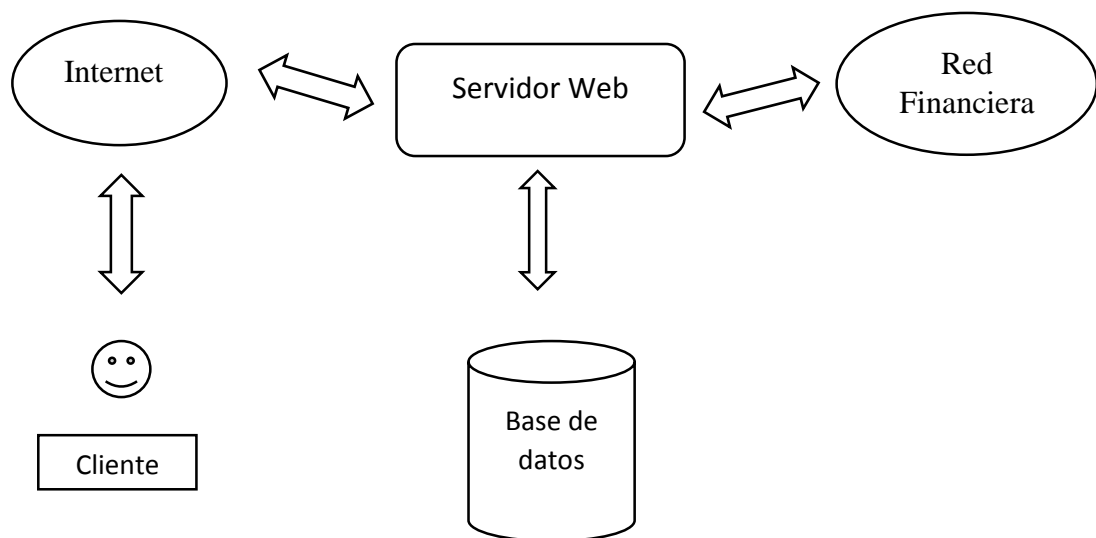 Internet
Servidor Web
Red
Financiera
Cliente
Base de
datos